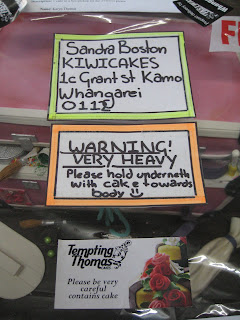 Sandra Boston
KIWICAKES
1c Grant St Kamo
Whangarei
0112
WARNING!
VERY HEAVY
Please hold underneath
with cake towards
body
Tempting
Thomas
CAKES
Please be very
careful
contains cake
F